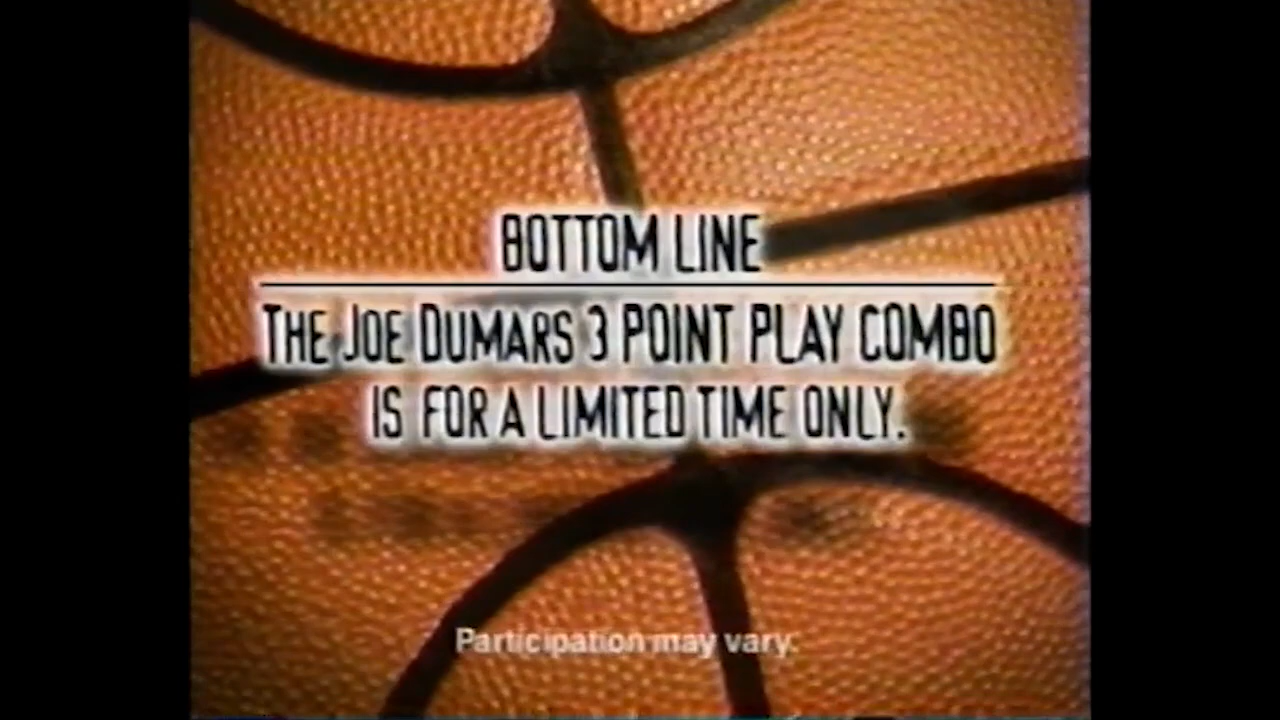 BOTTOM LINE
THE JOE DUMARS 3 POINT PLAY COMBO
IS FOR A LIMITED TIME ONLY.
Participation may vary.